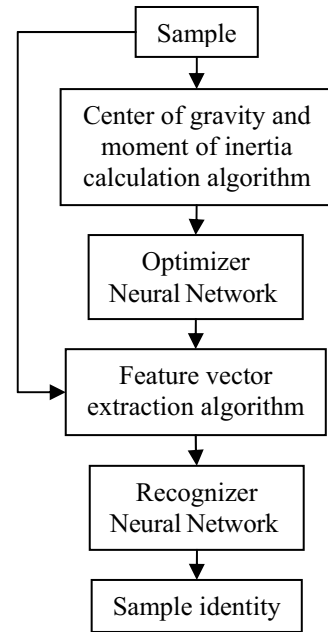 Sample
Center of gravity and
moment of inertia
calculation algorithm
Optimizer
Neural Network
Feature vector
extraction algorithm
Recognizer
Neural Network
Sample identity